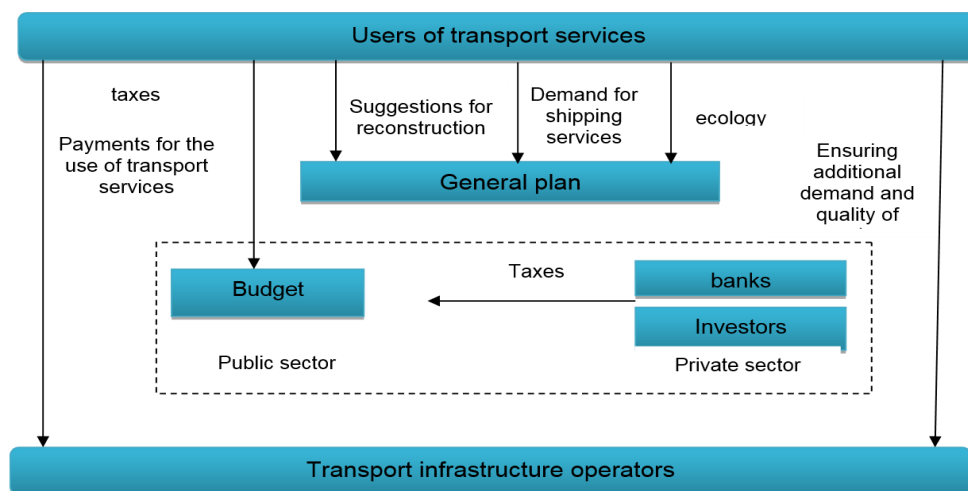 Users of transport services
taxes
Payments for the
use of transport
services
Suggestions for
reconstruction
Demand for
shipping
services
ecology
Ensuring
additional
demand and
quality of
General plan
Budget
Taxes
banks
Investors
Public sector
Private sector
Transport infrastructure operators